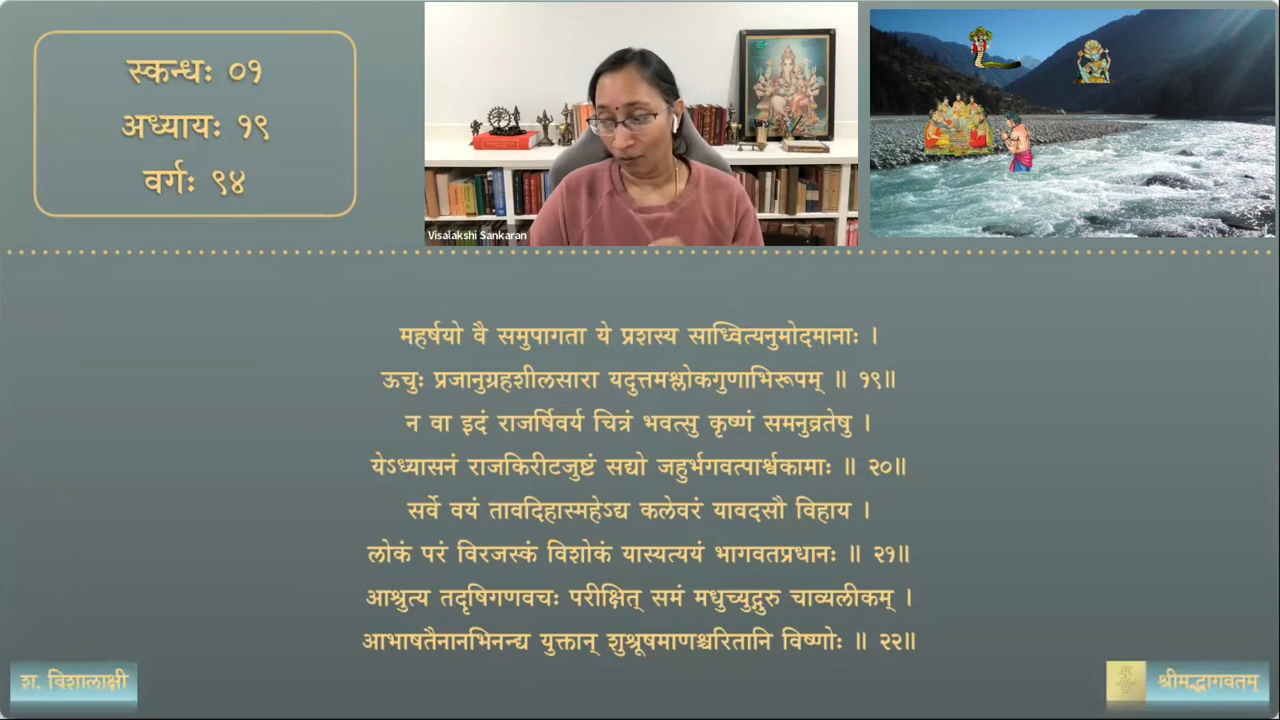 स्कन्धः ०१
अध्यायः १९
वर्गः ९४
Visalakshi Sankaran
महर्षयो वै समुपागता ये प्रशस्य साध्वित्यनुमोदमानाः ।
ऊचुः प्रजानुग्रहशीलसारा यदुत्तमश्लोकगुणाभिरूपम् ॥ १९॥
न वा इदं राजर्षिवर्य चित्रं भवत्सु कृष्णं समनुव्रतेषु ।
येऽध्यासनं राजकिरीटजुष्टं सद्यो जहुर्भगवत्पार्श्वकामाः ॥ २०॥
सर्वे वयं तावदिहास्महेऽद्य कलेवरं यावदसौ विहाय ।
लोकं परं विरजस्कं विशोकं यास्यत्ययं भागवतप्रधानः ॥ २१॥
आश्रुत्य तदृषिगणवचः परीक्षित् समं मधुच्युद्गुरु चाव्यलीकम् ।
आभाषतैनानभिनन्द्य युक्तान् शुश्रूषमाणश्चरितानि विष्णोः ॥ २२॥
श. विशालाक्षी
श्रीमद्भागवतम्